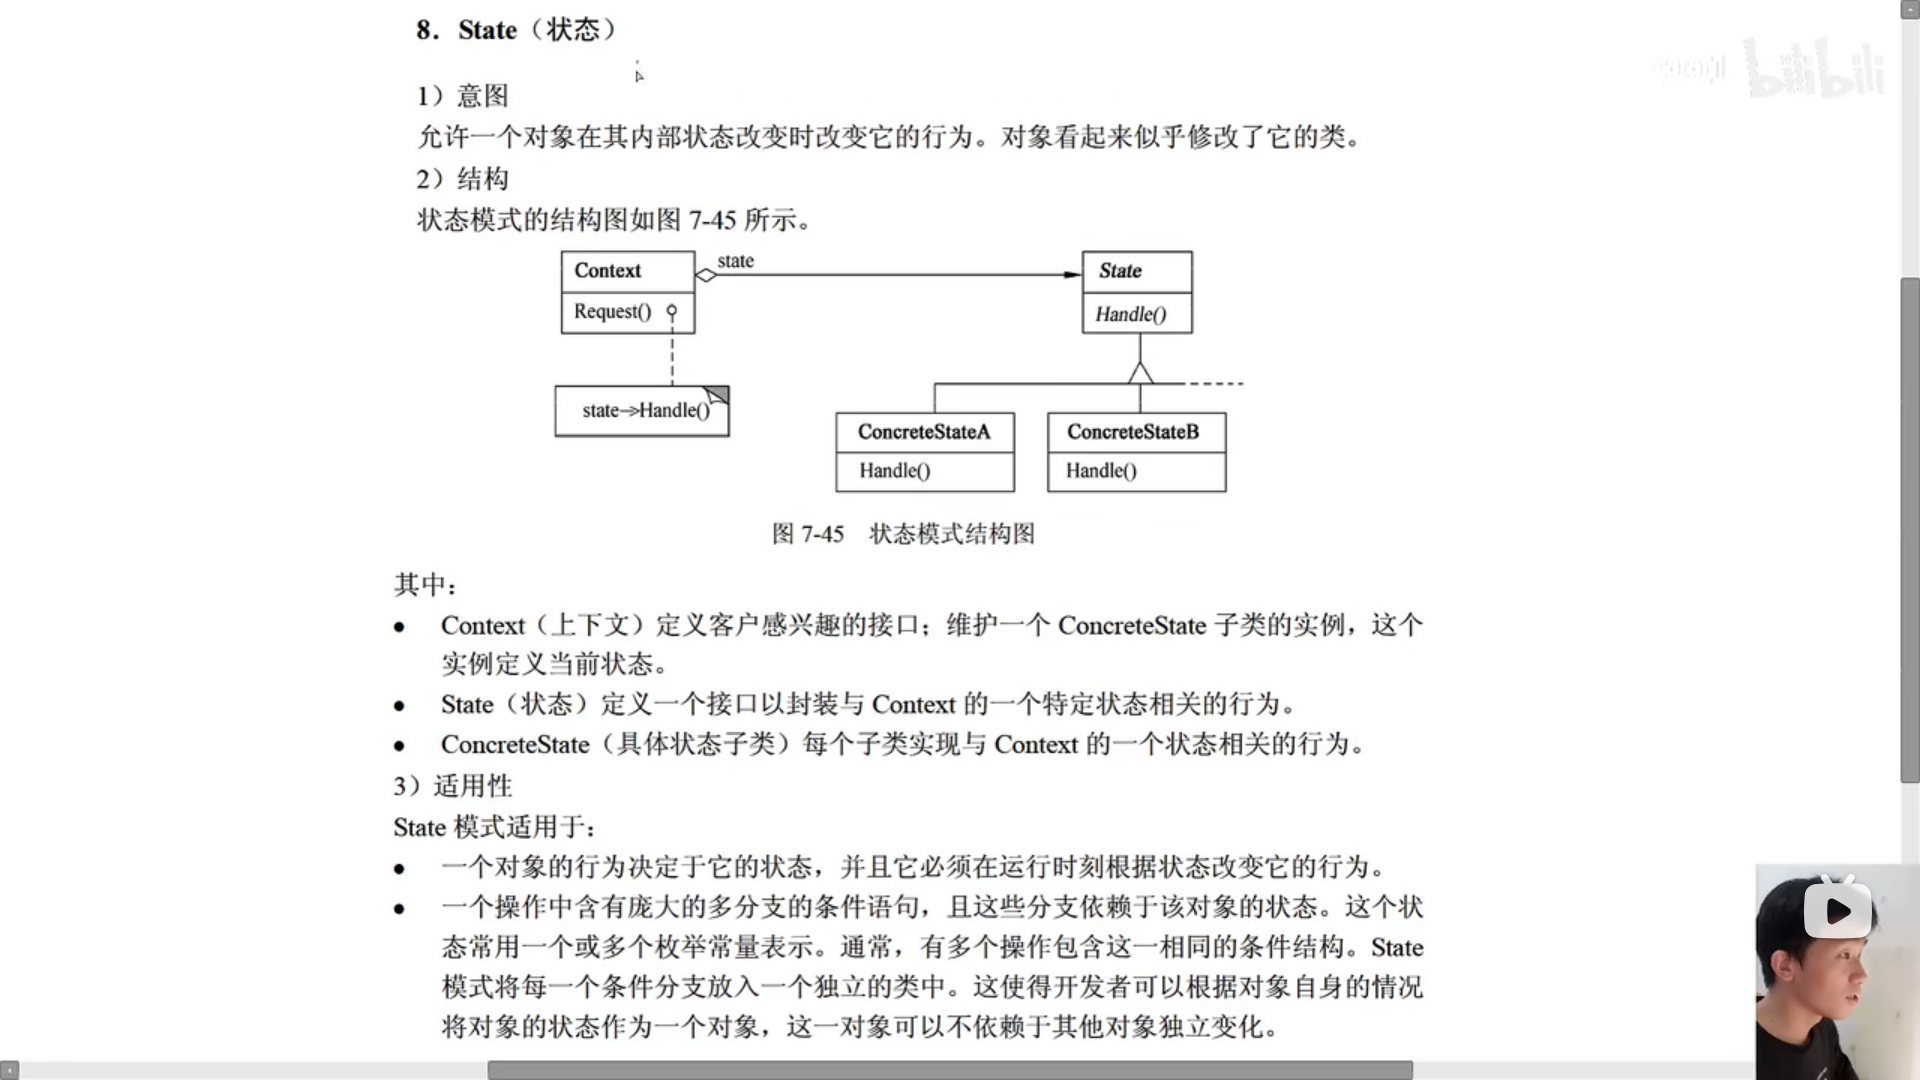 8．State（状态）
1）意图
允许一个对象在其内部状态改变时改变它的行为。对象看起来似乎修改了它的类。
2）结构
状态模式的结构图如图 7-45 所示。
Context
state
State
Request()
Handle()
state->Handle()
ConcreteStateA
ConcreteStateB
Handle()
Handle()
图 7-45　状态模式结构图
其中：
● Context（上下文）定义客户感兴趣的接口；维护一个 ConcreteState 子类的实例，这个
实例定义当前状态。
● State（状态）定义一个接口以封装与 Context 的一个特定状态相关的行为。
● ConcreteState（具体状态子类）每个子类实现与 Context 的一个状态相关的行为。
3）适用性
State 模式适用于：
● 一个对象的行为决定于它的状态，并且它必须在运行时刻根据状态改变它的行为。
● 一个操作中含有庞大的多分支的条件语句，且这些分支依赖于该对象的状态。这个状
态常用一个或多个枚举常量表示。通常，有多个操作包含这一相同的条件结构。State
模式将每一个条件分支放入一个独立的类中。这使得开发者可以根据对象自身的情况
将对象的状态作为一个对象，这一对象可以不依赖于其他对象独立变化。
bilibili